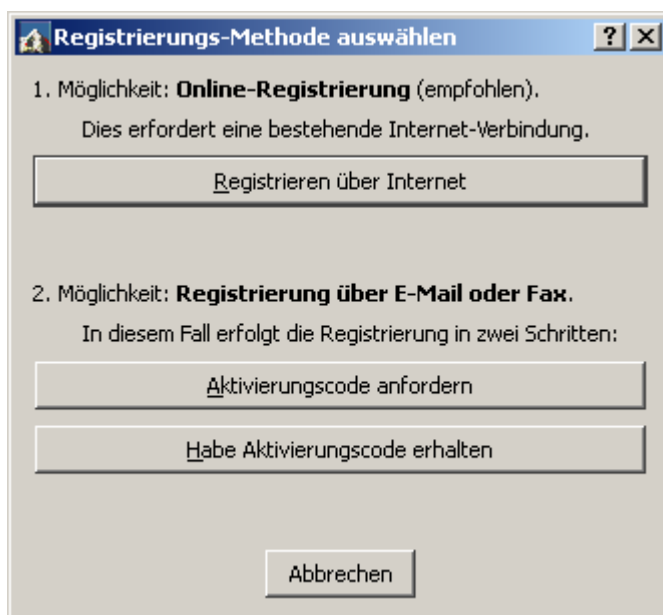 Registrierungs-Methode auswählen
1. Möglichkeit: Online-Registrierung (empfohlen).
Dies erfordert eine bestehende Internet-Verbindung.
Registrieren über Internet
2. Möglichkeit: Registrierung über E-Mail oder Fax.
In diesem Fall erfolgt die Registrierung in zwei Schritten:
Aktivierungscode anfordern
Habe Aktivierungscode erhalten
Abbrechen